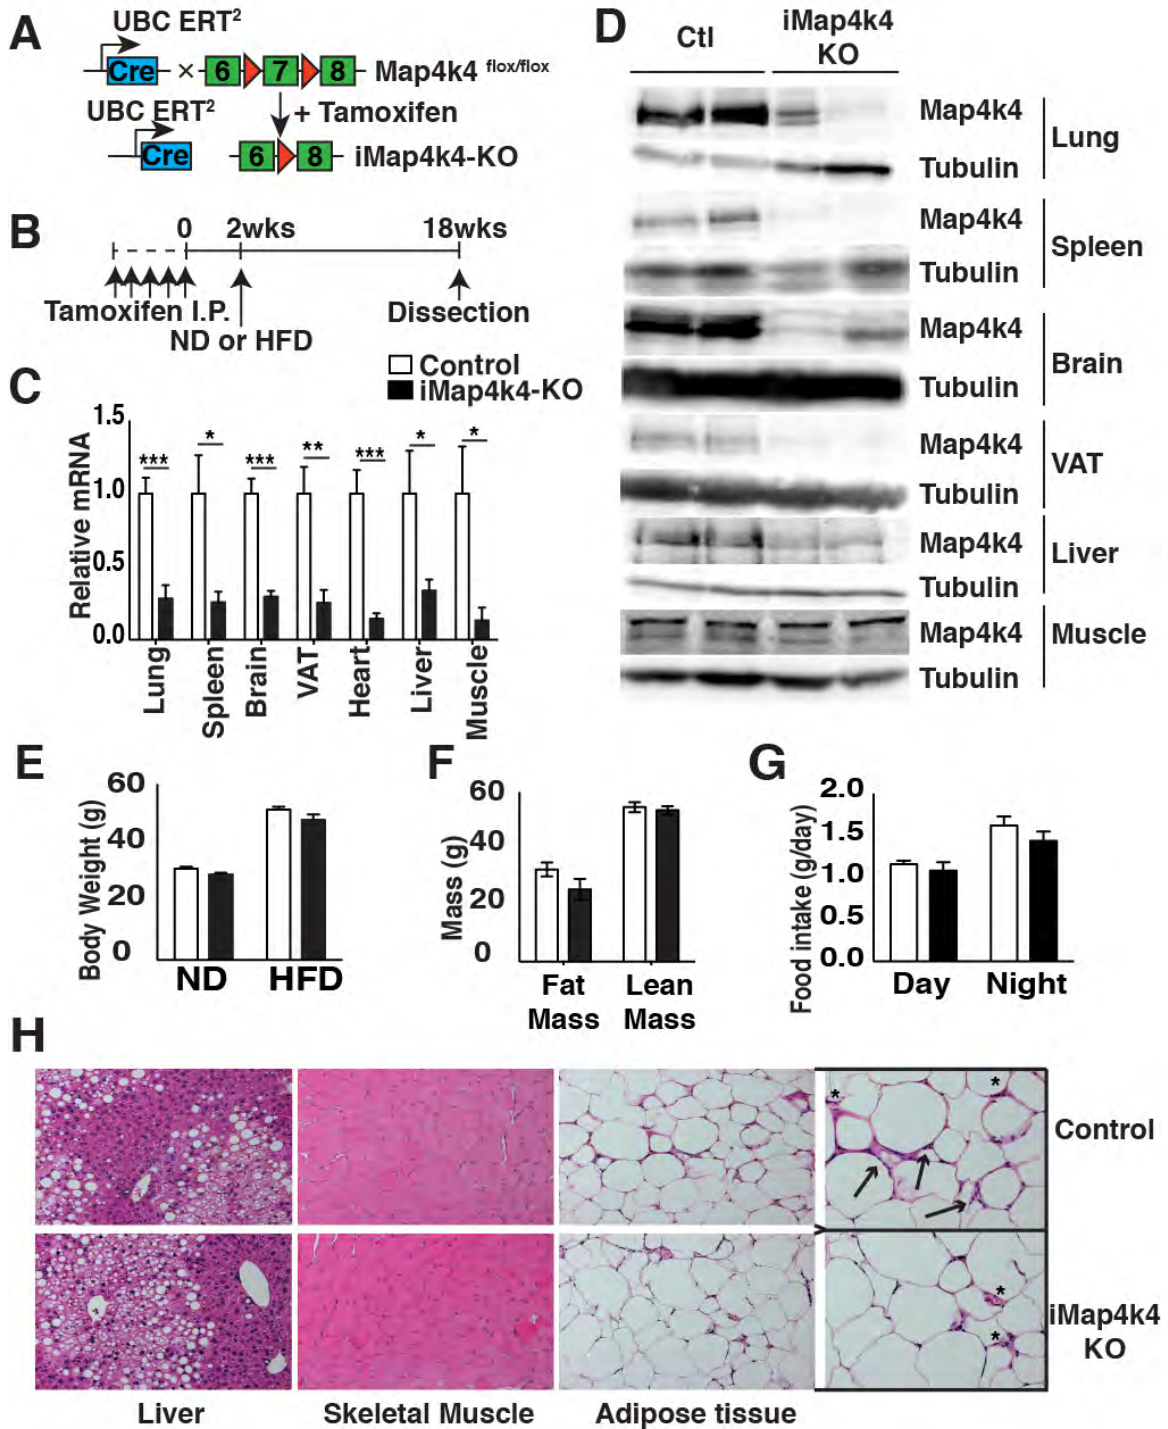 A
UBC ERT2
Cre × 6 7 8 Map4k4 flox/flox
UBC ERT2
+ Tamoxifen
Cre 6 8 iMap4k4-KO
B
0 2wks 18wks
Tamoxifen I.P.
Dissection
ND or HFD
C
Control
iMap4k4-KO
Relative mRNA
1.5
1.0
0.5
0.0
*** * *** ** *** * *
Lung
Spleen
Brain
VAT
Heart
Liver
Muscle
D
Ctl
iMap4k4
KO
Map4k4
Tubulin
Lung
Map4k4
Tubulin
Spleen
Map4k4
Tubulin
Brain
Map4k4
Tubulin
VAT
Map4k4
Tubulin
Liver
Map4k4
Tubulin
Muscle
E
Body Weight (g)
60
40
20
0
ND HFD
F
Mass (g)
60
40
20
0
Fat
Mass
Lean
Mass
G
Food intake (g/day)
2.0
1.5
1.0
0.5
0.0
Day Night
H
* *
Control
* *
iMap4k4
KO
Liver Skeletal Muscle Adipose tissue